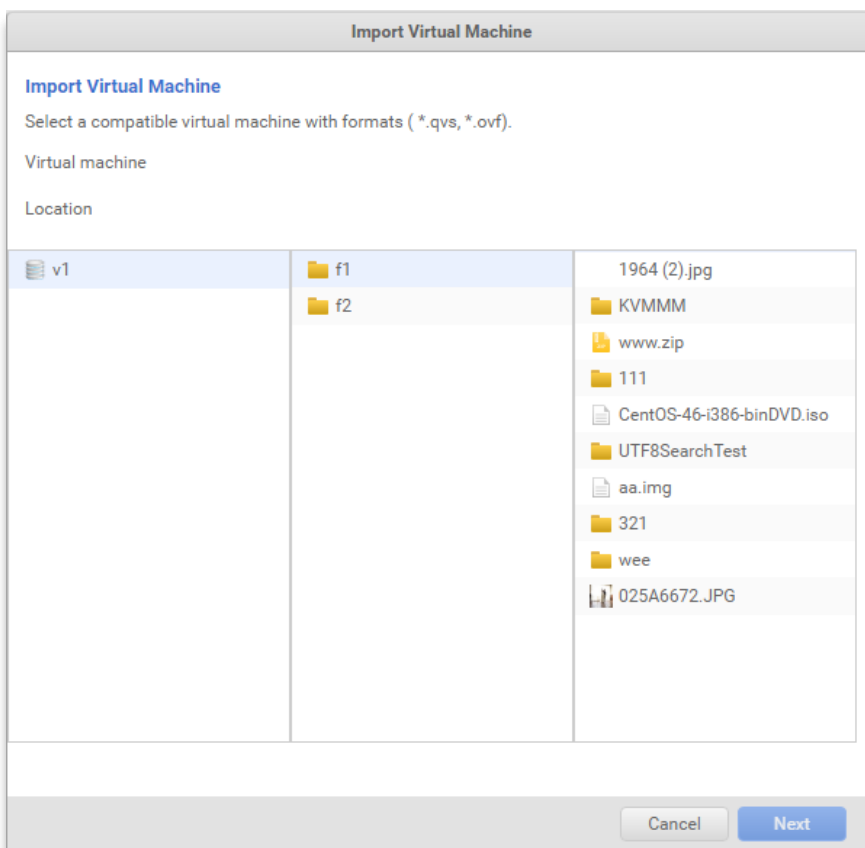 Import Virtual Machine
Import Virtual Machine
Select a compatible virtual machine with formats ( *.qvs, *.ovf).
Virtual machine
Location
v1
f1
f2
1964 (2).jpg
KVMMM
www.zip
111
CentOS-46-i386-binDVD.iso
UTF8SearchTest
aa.img
321
wee
025A6672.JPG
Cancel
Next